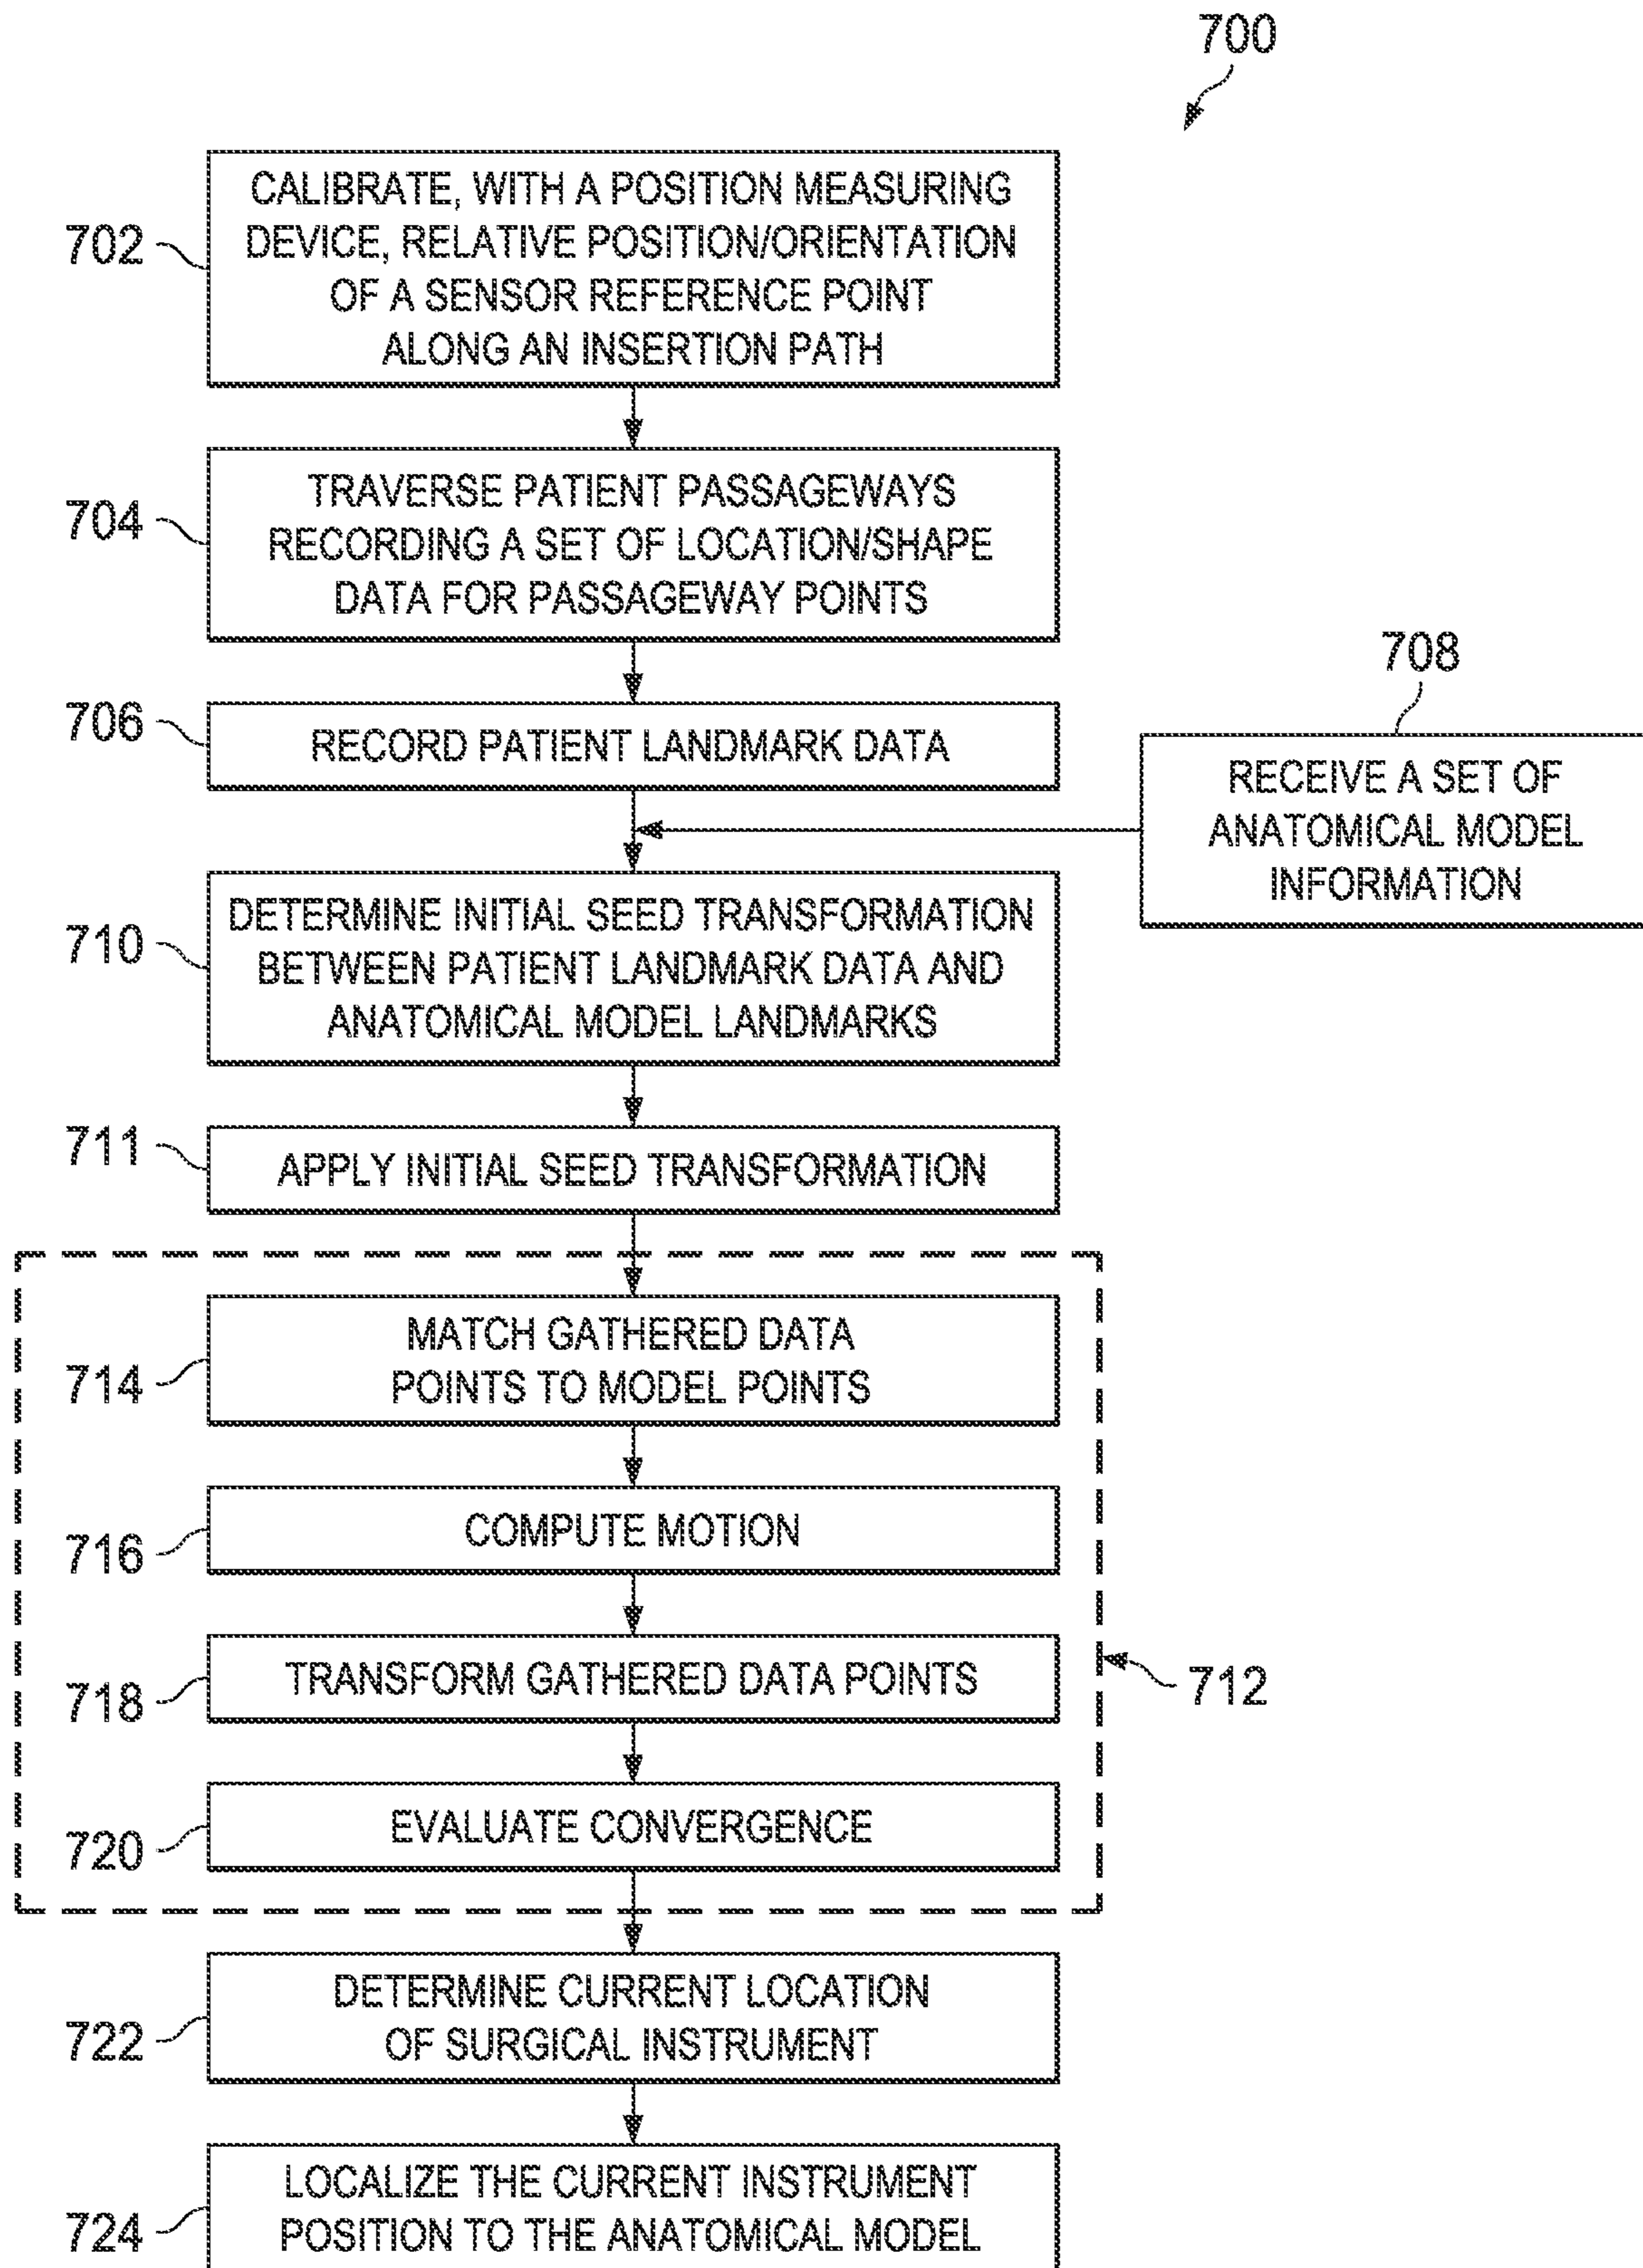 700
702
CALIBRATE, WITH A POSITION MEASURING
DEVICE, RELATIVE POSITION/ORIENTATION
OF A SENSOR REFERENCE POINT
ALONG AN INSERTION PATH
704
TRAVERSE PATIENT PASSAGEWAYS
RECORDING A SET OF LOCATION/SHAPE
DATA FOR PASSAGEWAY POINTS
706
RECORD PATIENT LANDMARK DATA
708
RECEIVE A SET OF
ANATOMICAL MODEL
INFORMATION
710
DETERMINE INITIAL SEED TRANSFORMATION
BETWEEN PATIENT LANDMARK DATA AND
ANATOMICAL MODEL LANDMARKS
711
APPLY INITIAL SEED TRANSFORMATION
714
MATCH GATHERED DATA
POINTS TO MODEL POINTS
716
COMPUTE MOTION
718
TRANSFORM GATHERED DATA POINTS
712
720
EVALUATE CONVERGENCE
722
DETERMINE CURRENT LOCATION
OF SURGICAL INSTRUMENT
724
LOCALIZE THE CURRENT INSTRUMENT
POSITION TO THE ANATOMICAL MODEL